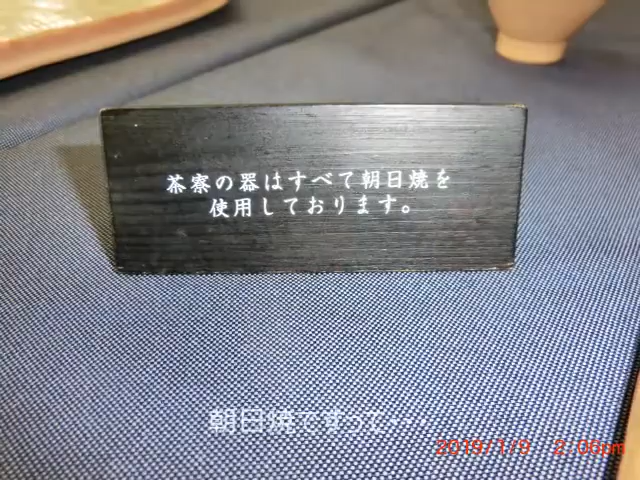 茶寮の器はすべて朝日焼を
使用しております。
朝日焼ですって・・・・
2019/1/9 2:06pm